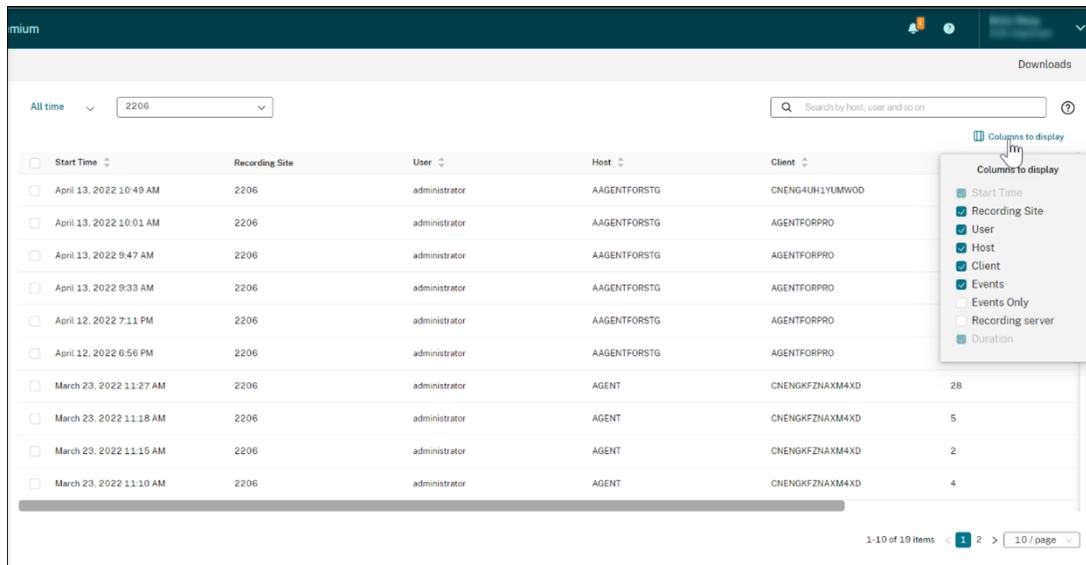 emium
Downloads
All time 2206 Search by host, user and so on
Columns to display
Start Time Recording Site User Host Client
April 13, 2022 10:49 AM 2206 administrator AAGENTFORSTG CNENG4UH1YUMWOD
April 13, 2022 10:01 AM 2206 administrator AAGENTFORSTG AGENTFORPRO
April 13, 2022 9:47 AM 2206 administrator AAGENTFORSTG AGENTFORPRO
April 13, 2022 9:33 AM 2206 administrator AAGENTFORSTG AGENTFORPRO
April 12, 2022 7:11 PM 2206 administrator AAGENTFORSTG AGENTFORPRO
April 12, 2022 6:56 PM 2206 administrator AAGENTFORSTG AGENTFORPRO
March 23, 2022 11:27 AM 2206 administrator AGENT CNENGKFZNAXM4XD 28
March 23, 2022 11:18 AM 2206 administrator AGENT CNENGKFZNAXM4XD 5
March 23, 2022 11:15 AM 2206 administrator AGENT CNENGKFZNAXM4XD 2
March 23, 2022 11:10 AM 2206 administrator AGENT CNENGKFZNAXM4XD 4
Columns to display
Start Time
Recording Site
User
Host
Client
Events
Events Only
Recording server
Duration
1-10 of 19 items < 1 2 > 10 / page